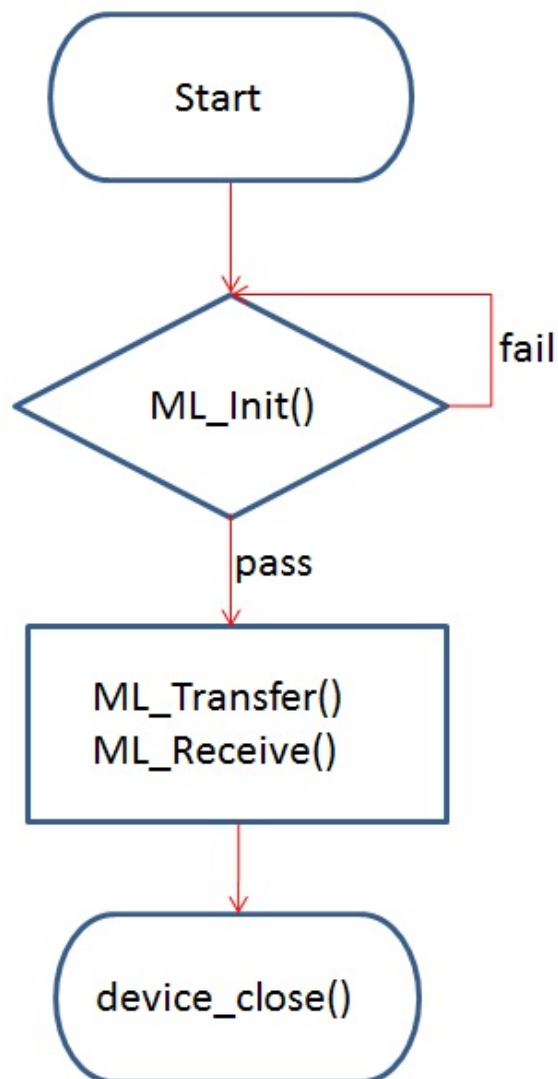 Start
ML_Init()
fail
pass
ML_Transfer()
ML_Receive()
device_close()